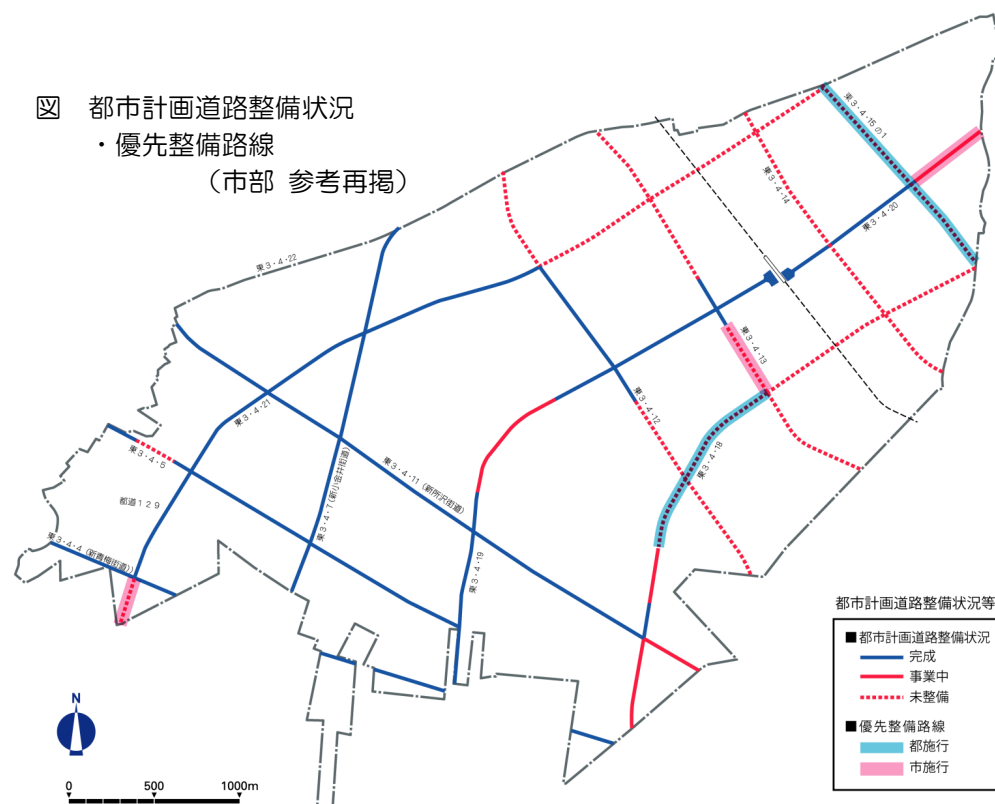 図 都市計画道路整備状況
・優先整備路線
（市部 参考再掲）
東3・4・15の1
東3・4・14
東3・4・20
東3・4・22
東3・4・13
東3・4・12
東3・4・21
東3・4・18
東3・4・5
東3・4・11（新所沢街道）
都道129
東3・4・7（新小金井街道）
東3・4・4（新青梅街道））
東3・4・19
都市計画道路整備状況等
■都市計画道路整備状況
完成
事業中
未整備
■優先整備路線
都施行
市施行
N
0 500 1000m